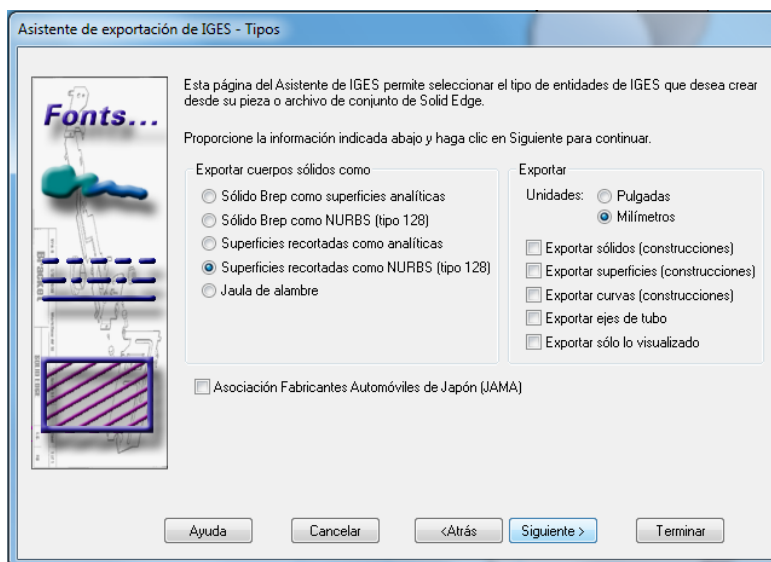 Asistente de exportación de IGES - Tipos
Fonts...
Esta página del Asistente de IGES permite seleccionar el tipo de entidades de IGES que desea crear
desde su pieza o archivo de conjunto de Solid Edge.
Proporcione la información indicada abajo y haga clic en Siguiente para continuar.
Exportar cuerpos sólidos como
Sólido Brep como superficies analíticas
Sólido Brep como NURBS (tipo 128)
Superficies recortadas como analíticas
Superficies recortadas como NURBS (tipo 128)
Jaula de alambre
Exportar
Unidades:
Pulgadas
Milímetros
Exportar sólidos (construcciones)
Exportar superficies (construcciones)
Exportar curvas (construcciones)
Exportar ejes de tubo
Exportar sólo lo visualizado
Asociación Fabricantes Automóviles de Japón (JAMA)
Ayuda
Cancelar
<Atrás
Siguiente >
Terminar